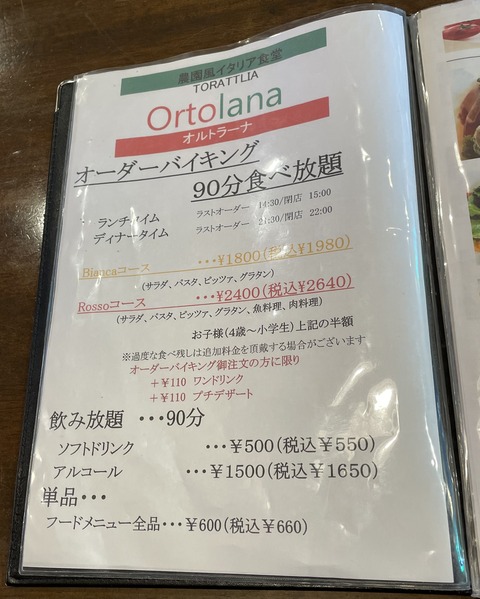 農園風イタリア食堂
TORATTLIA
Ortolana
オルトラーナ
オーダーバイキング
90分食べ放題
ランチタイム ラストオーダー 14:30/閉店 15:00
ディナータイム ラストオーダー 21:30/閉店 22:00
Biancaコース ・・・¥1800(税込¥1980)
(サラダ、パスタ、ピッツァ、グラタン)
Rossoコース ・・・¥2400(税込¥2640)
(サラダ、パスタ、ピッツァ、グラタン、魚料理、肉料理)
お子様(4歳～小学生)上記の半額
※過度な食べ残しは追加料金を頂戴する場合がございます
オーダーバイキング御注文の方に限り
+¥110 ワンドリンク
+¥110 プチデザート
飲み放題 ・・・90分
ソフトドリンク ・・・¥500(税込¥550)
アルコール ・・・¥1500(税込¥1650)
単品・・・
フードメニュー全品・・・¥600(税込¥660)